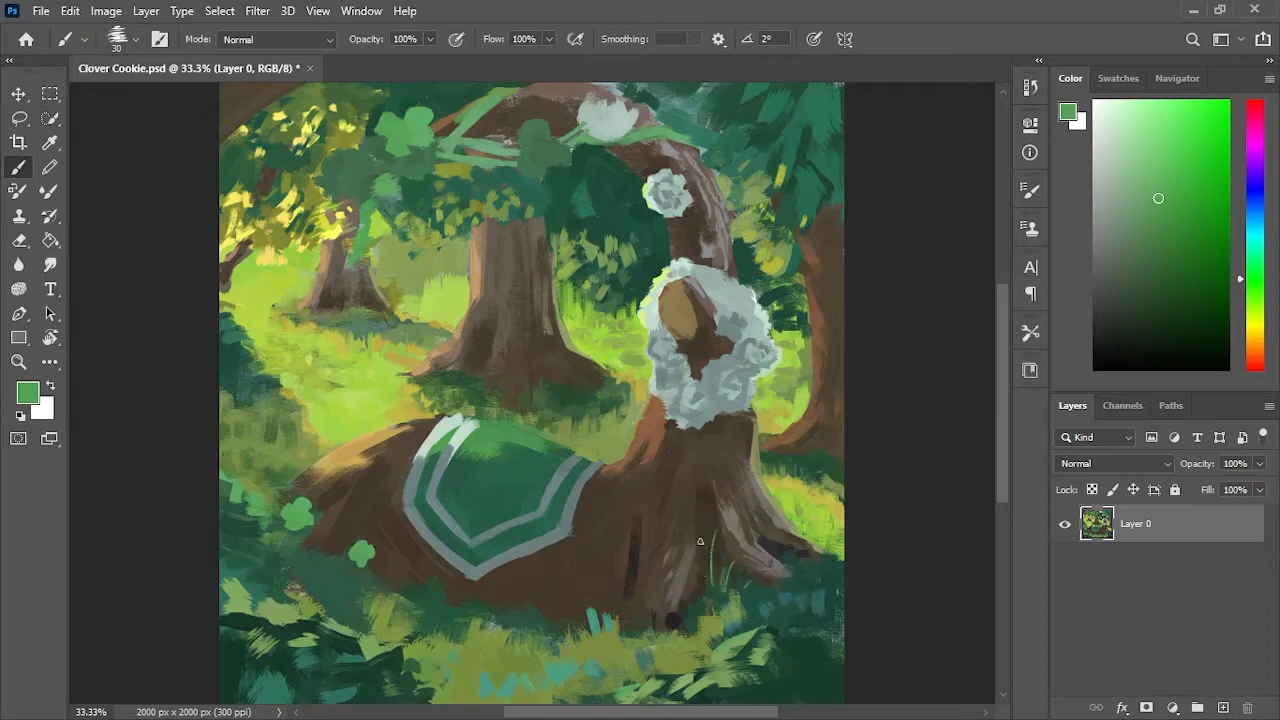 Ps File Edit Image Layer Type Select Filter 3D View Window Help
30 Mode: Normal Opacity: 100% Flow: 100% Smoothing: 2°
Clover Cookie.psd @ 33.3% (Layer 0, RGB/8) *
Color Swatches Navigator
Layers Channels Paths
Kind
Normal Opacity: 100%
Lock: Fill: 100%
Layer 0
33.33% 2000 px x 2000 px (300 ppi)